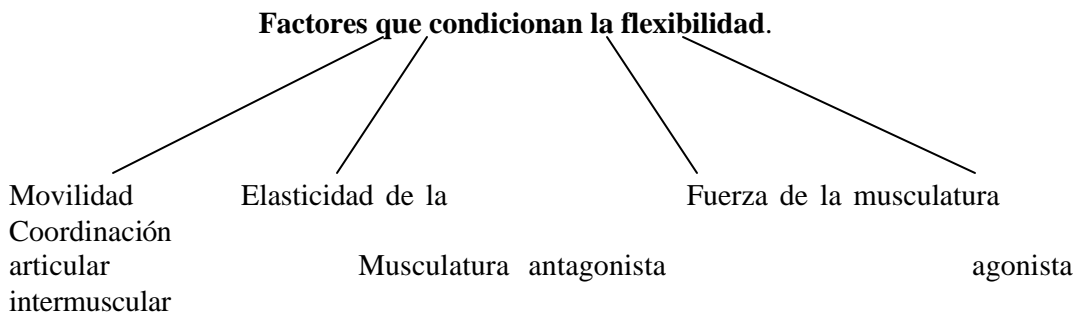 Factores que condicionan la flexibilidad.
Movilidad Elasticidad de la Fuerza de la musculatura
Coordinación
articular Musculatura antagonista agonista
intermuscular